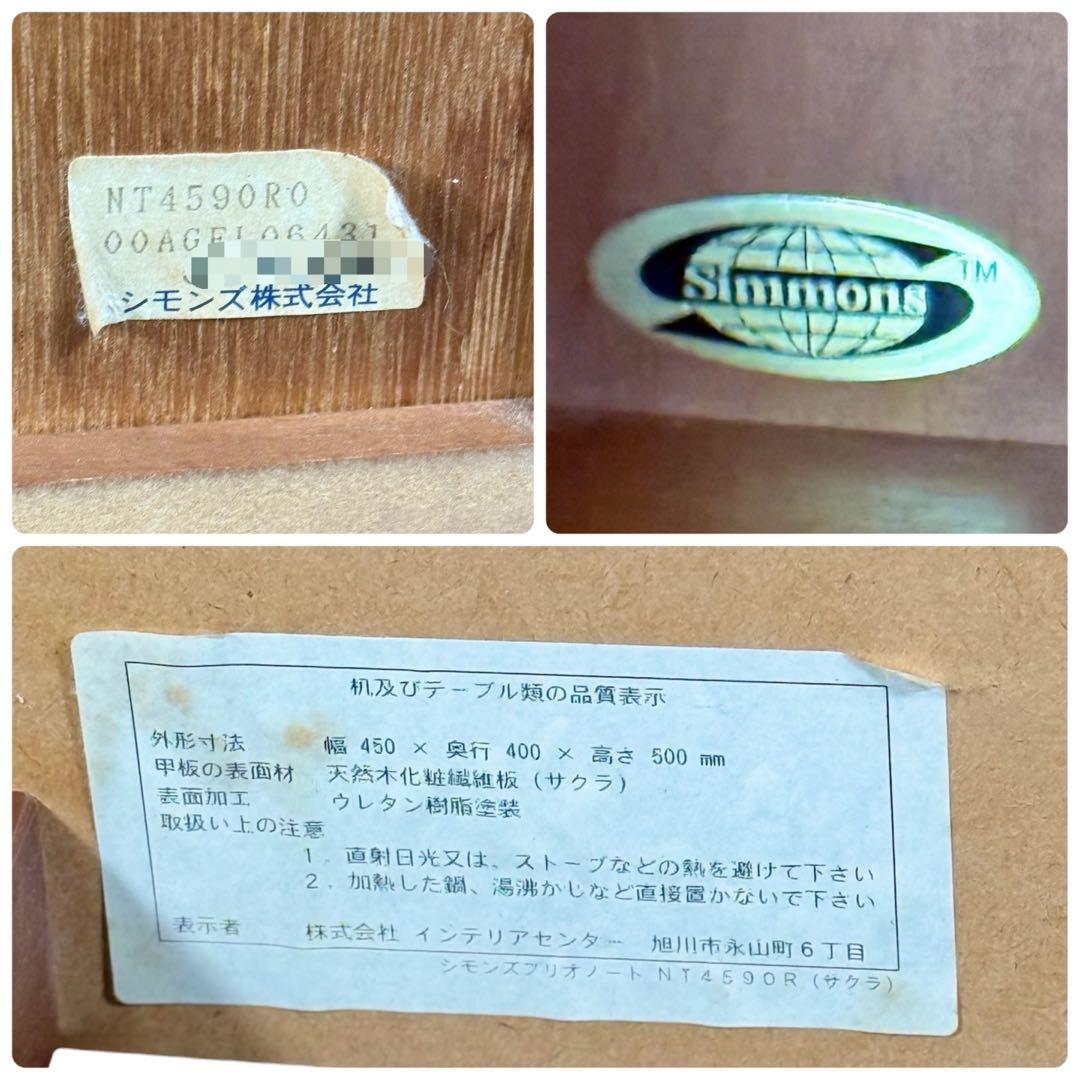 NT4590R0
00AGFL06431
シモンズ株式会社
Simmons
TM
机及びテーブル類の品質表示
外形寸法 幅 450 × 奥行 400 × 高さ 500 mm
甲板の表面材 天然木化粧繊維板(サクラ)
表面加工 ウレタン樹脂塗装
取扱い上の注意
1. 直射日光又は、ストーブなどの熱を避けて下さい
2. 加熱した鍋、湯沸かしなど直接置かないで下さい
表示者 株式会社 インテリアセンター 旭川市永山町6丁目
シモンズブリオノート NT4590R (サクラ)